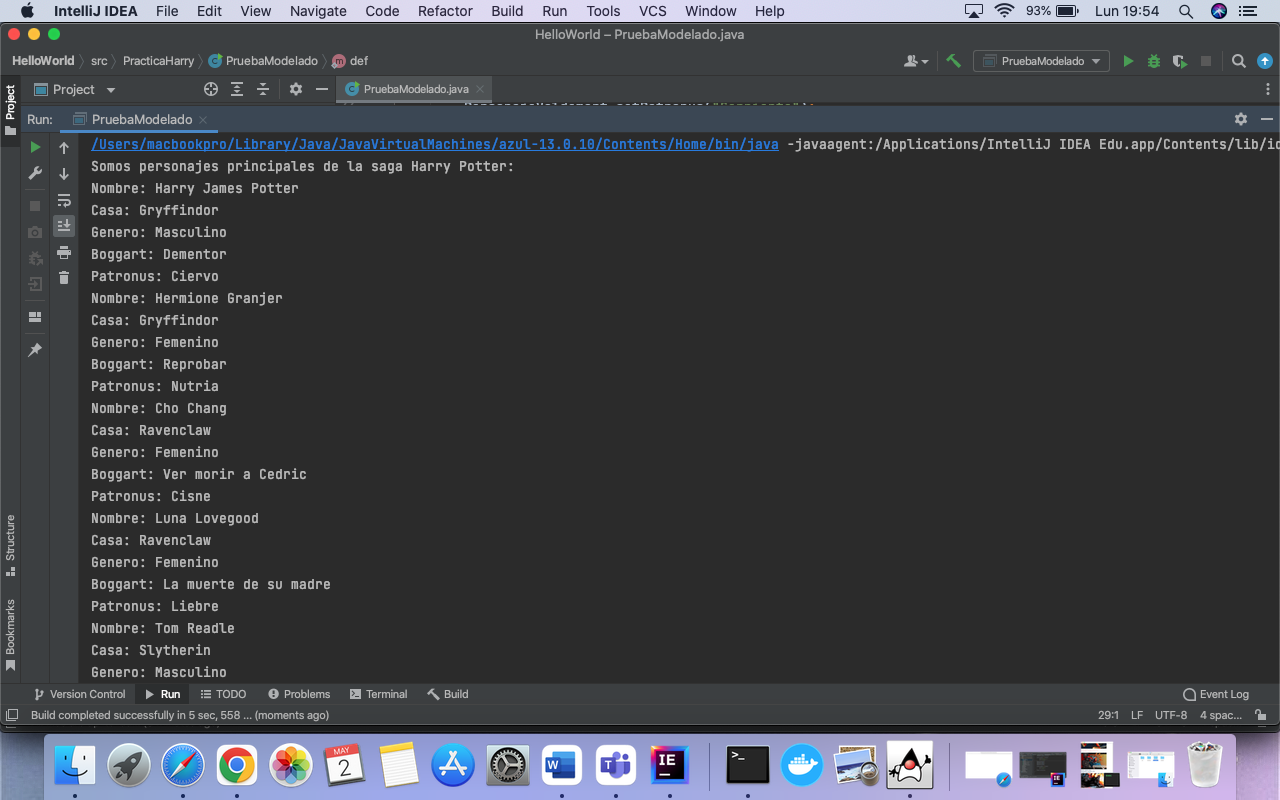 IntelliJ IDEA File Edit View Navigate Code Refactor Build Run Tools VCS Window Help 93% Lun 19:54
HelloWorld – PruebaModelado.java
HelloWorld src PracticaHarry PruebaModelado def PruebaModelado
Project PruebaModelado.java
Project
Run: PruebaModelado
/Users/macbookpro/Library/Java/JavaVirtualMachines/azul-13.0.10/Contents/Home/bin/java -javaagent:/Applications/IntelliJ IDEA Edu.app/Contents/lib/
Somos personajes principales de la saga Harry Potter:
Nombre: Harry James Potter
Casa: Gryffindor
Genero: Masculino
Boggart: Dementor
Patronus: Ciervo
Nombre: Hermione Granjer
Casa: Gryffindor
Genero: Femenino
Boggart: Reprobar
Patronus: Nutria
Nombre: Cho Chang
Casa: Ravenclaw
Genero: Femenino
Boggart: Ver morir a Cedric
Patronus: Cisne
Nombre: Luna Lovegood
Casa: Ravenclaw
Genero: Femenino
Boggart: La muerte de su madre
Patronus: Liebre
Nombre: Tom Readle
Casa: Slytherin
Genero: Masculino
Structure
Bookmarks
Version Control Run TODO Problems Terminal Build Event Log
Build completed successfully in 5 sec, 558 ... (moments ago) 29:1 LF UTF-8 4 spac...
MAY
2
W
T
IE
>_